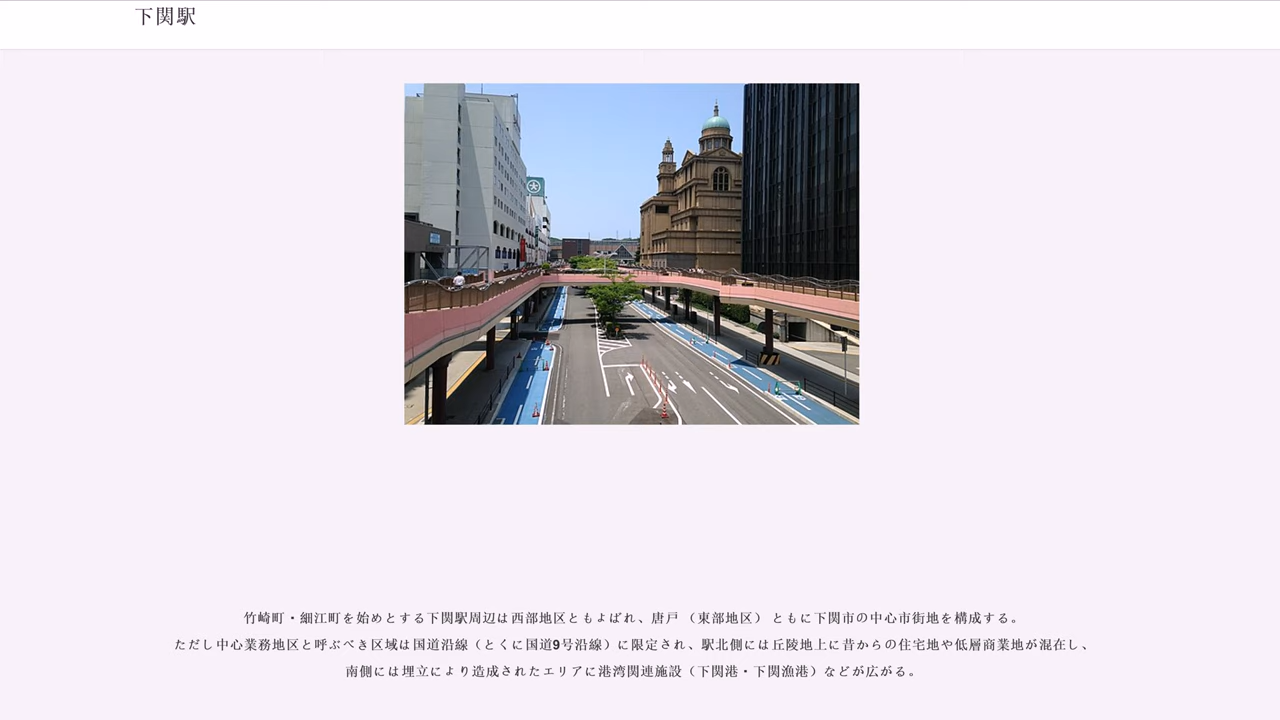 下関駅
竹崎町・細江町を始めとする下関駅周辺は西部地区ともよばれ、唐戸 （東部地区） ともに下関市の中心市街地を構成する。
ただし中心業務地区と呼ぶべき区域は国道沿線（とくに国道9号沿線）に限定され、駅北側には丘陵地上に昔からの住宅地や低層商業地が混在し、
南側には埋立により造成されたエリアに港湾関連施設（下関港・下関漁港）などが広がる。